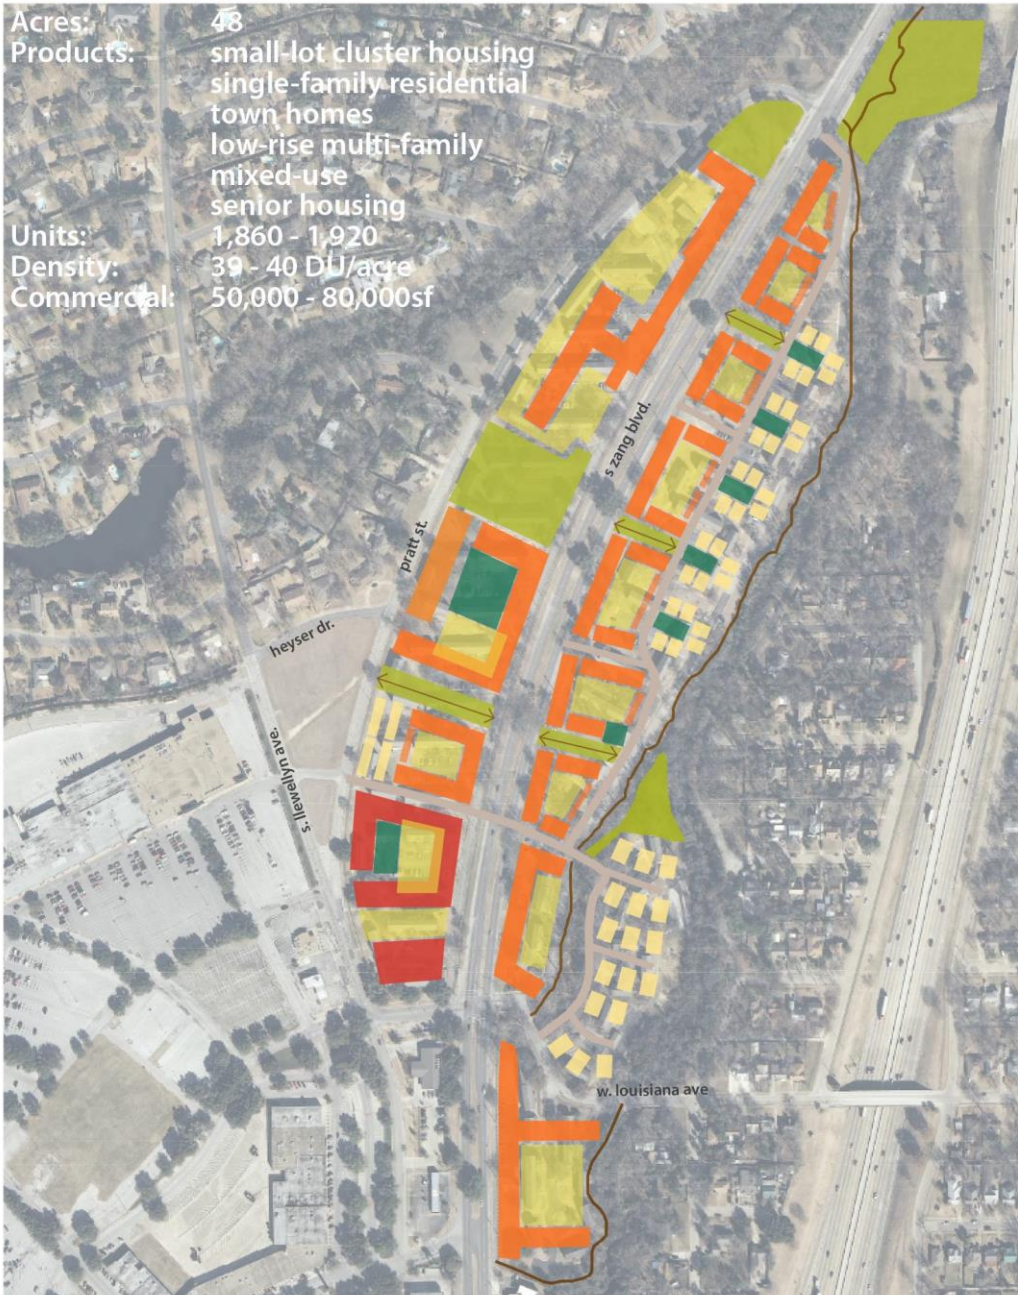 Acres: 48
Products: small-lot cluster housing
single-family residential
town homes
low-rise multi-family
mixed-use
senior housing
Units: 1,860 - 1,920
Density: 39 - 40 DU/acre
Commercial: 50,000 - 80,000sf
s zang blvd.
pratt st.
heyser dr.
s. llewellyn ave.
w. louisiana ave